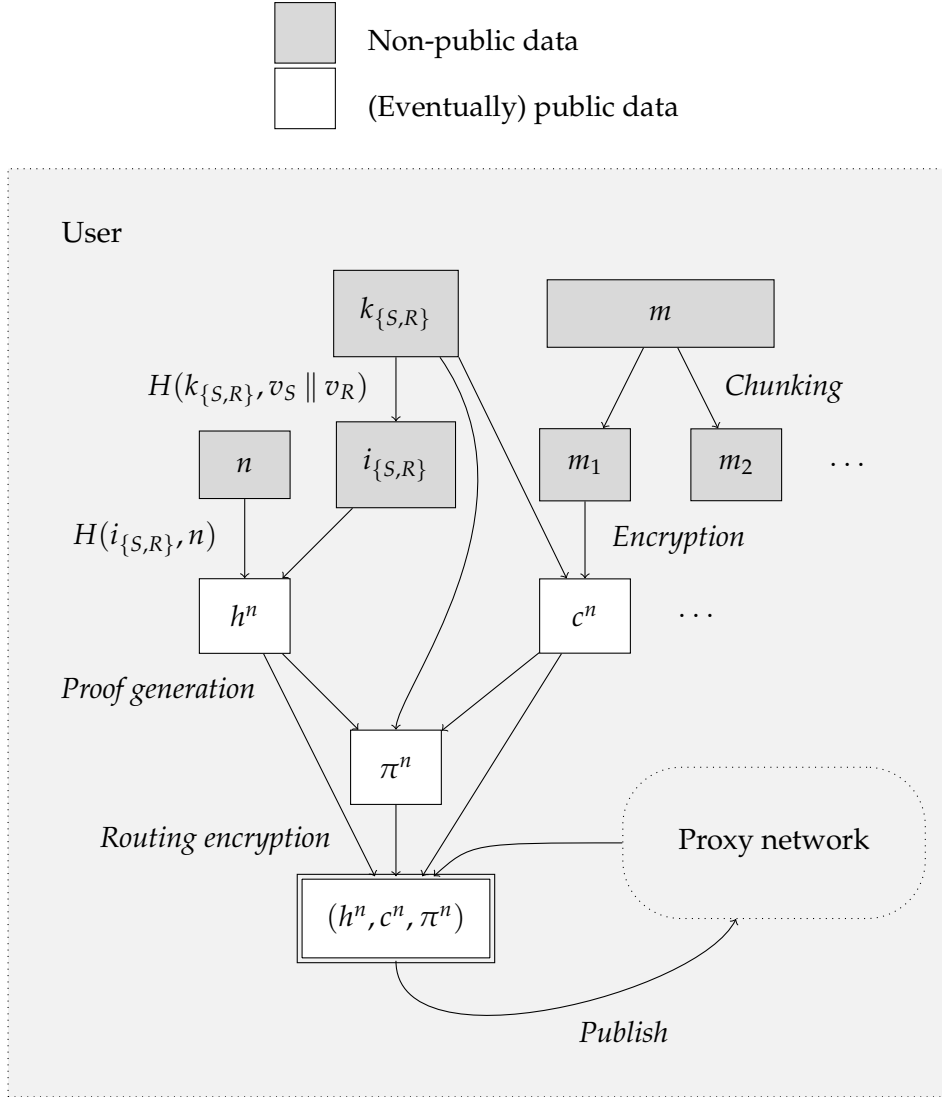 Non-public data
(Eventually) public data
User
k_{S,R}
m
H(k_{S,R}, v_S ∥ v_R)
Chunking
n
i_{S,R}
m_1
m_2
...
H(i_{S,R}, n)
Encryption
h^n
c^n
...
Proof generation
π^n
Routing encryption
Proxy network
(h^n, c^n, π^n)
Publish